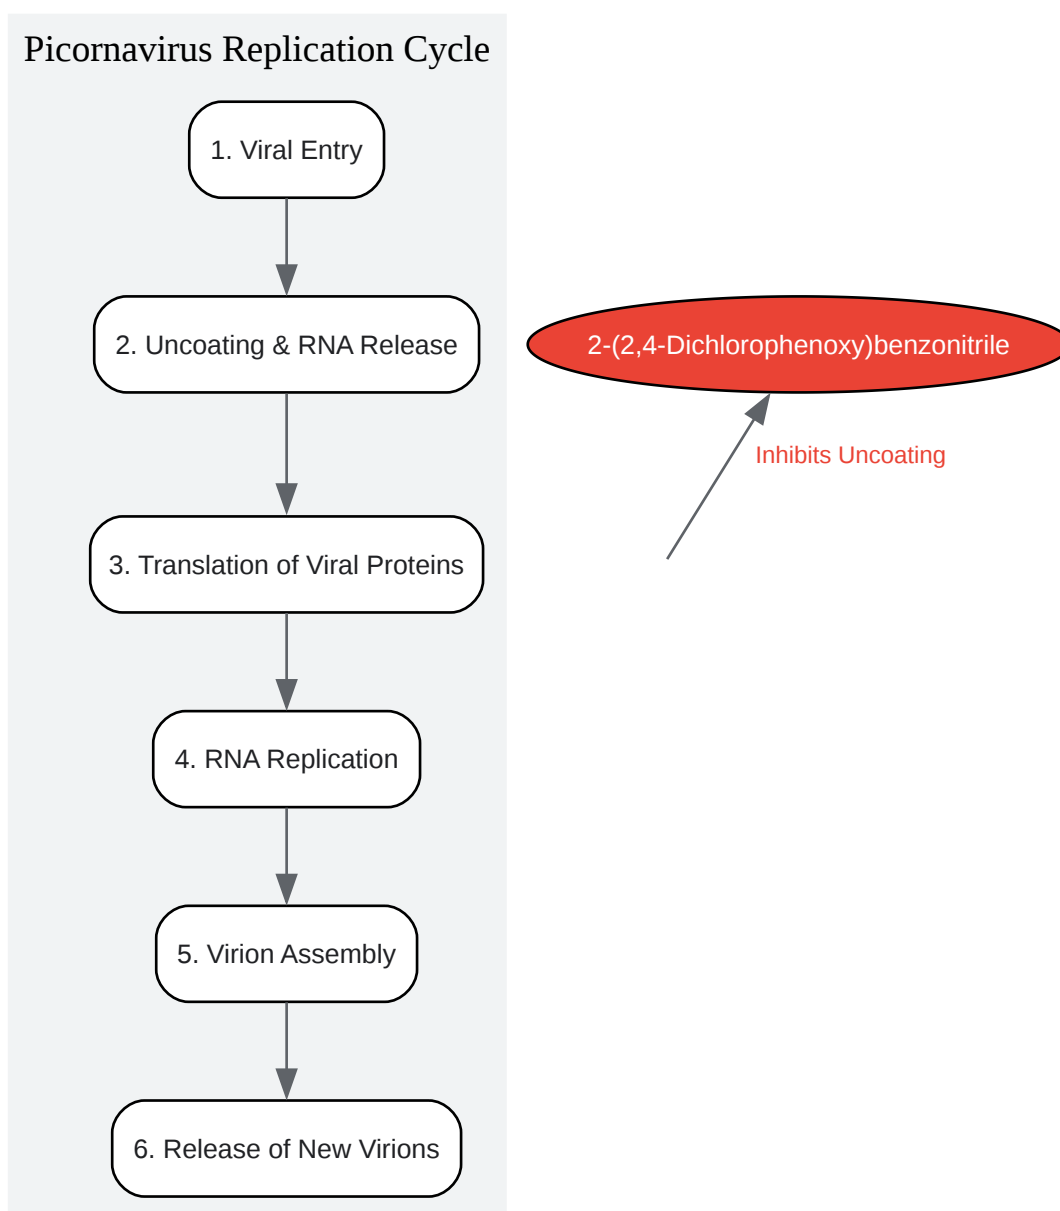 Picornavirus Replication Cycle
1. Viral Entry
2. Uncoating & RNA Release
2-(2,4-Dichlorophenoxy)benzonitrile
Inhibits Uncoating
3. Translation of Viral Proteins
4. RNA Replication
5. Virion Assembly
6. Release of New Virions